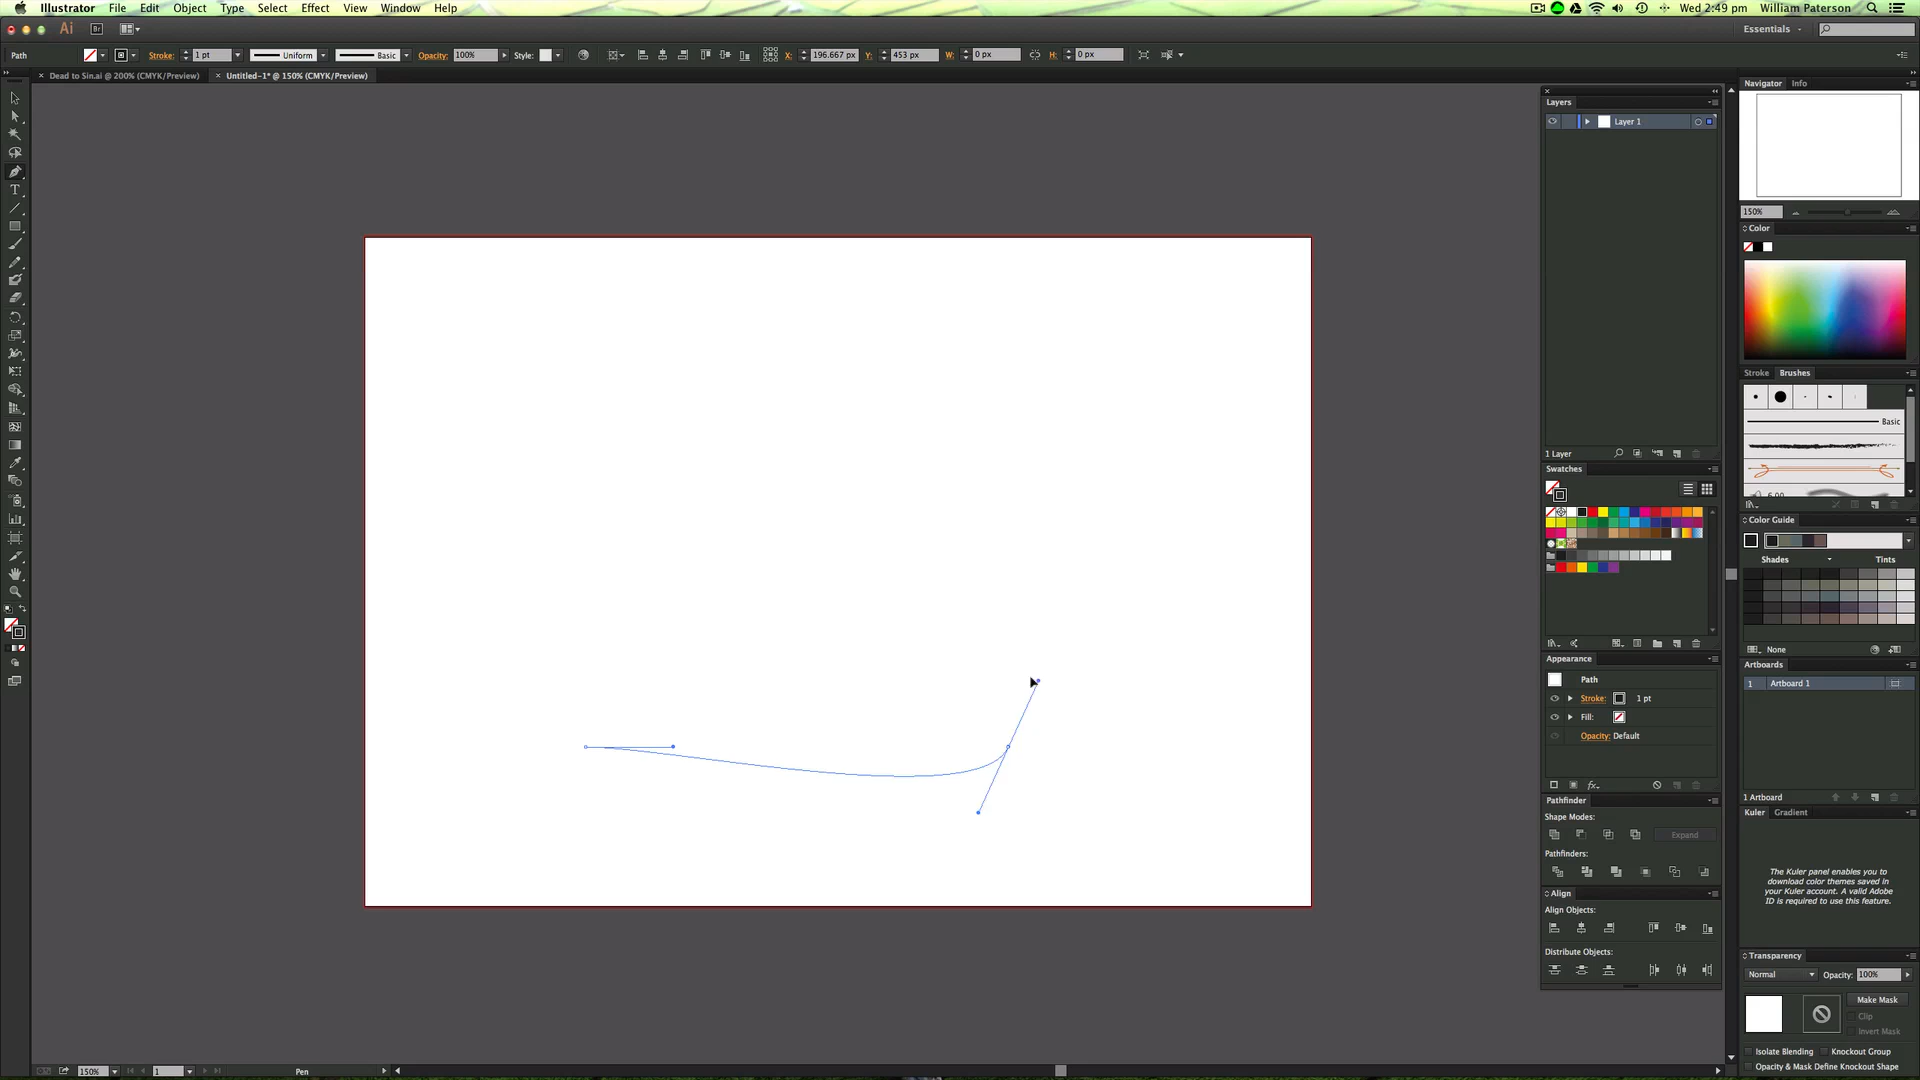 Illustrator File Edit Object Type Select Effect View Window Help
Wed 2:49 pm William Paterson
Ai Br
Essentials
Path Stroke: 1 pt Uniform Basic Opacity: 100% Style: X: 196.667 px Y: 453 px W: 0 px H: 0 px
Dead to Sin.ai @ 200% (CMYK/Preview)
Untitled-1* @ 150% (CMYK/Preview)
Layers
Layer 1
1 Layer
Swatches
Appearance
Path
Stroke: 1 pt
Fill:
Opacity: Default
fx
Pathfinder
Shape Modes:
Expand
Pathfinders:
Align
Align Objects:
Distribute Objects:
Navigator Info
150%
Color
Stroke Brushes
Basic
6.00
Color Guide
Shades Tints
None
Artboards
1 Artboard 1
1 Artboard
Kuler Gradient
The Kuler panel enables you to
download color themes saved in
your Kuler account. A valid Adobe
ID is required to use this feature.
Transparency
Normal Opacity: 100%
Make Mask
Clip
Invert Mask
Isolate Blending Knockout Group
Opacity & Mask Define Knockout Shape
150% 1 Pen